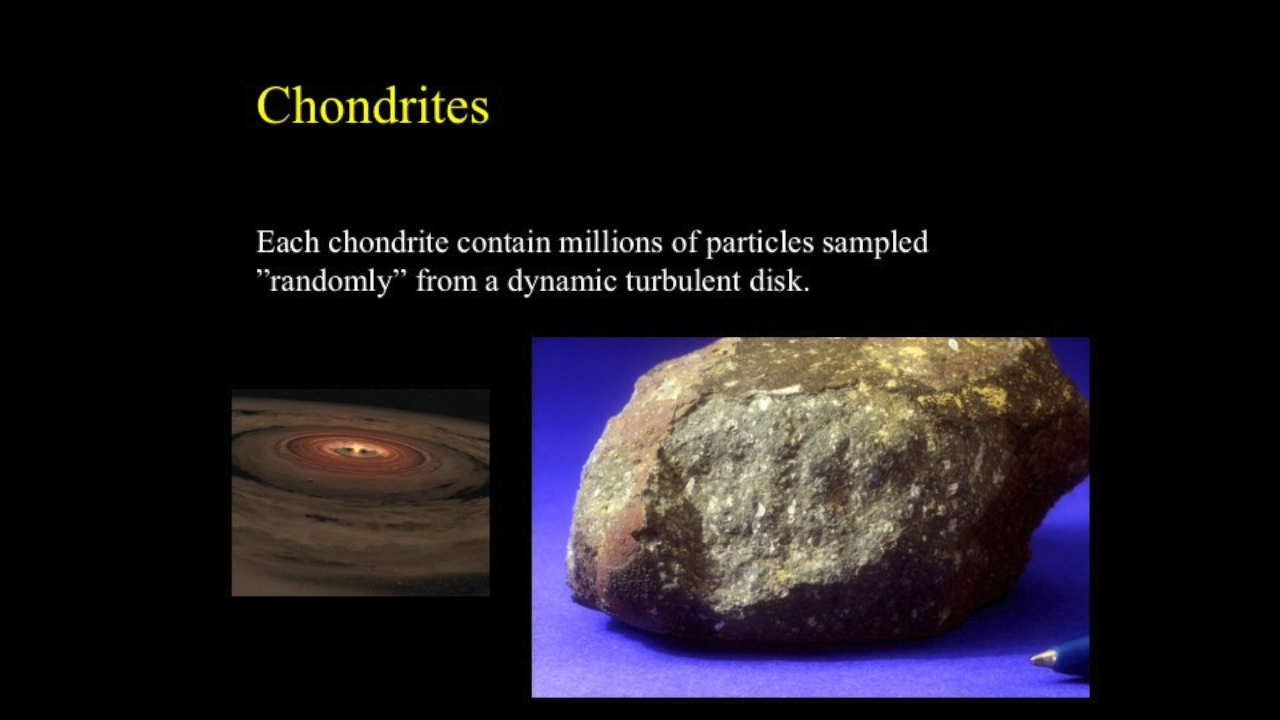 Chondrites
Each chondrite contain millions of particles sampled
”randomly” from a dynamic turbulent disk.